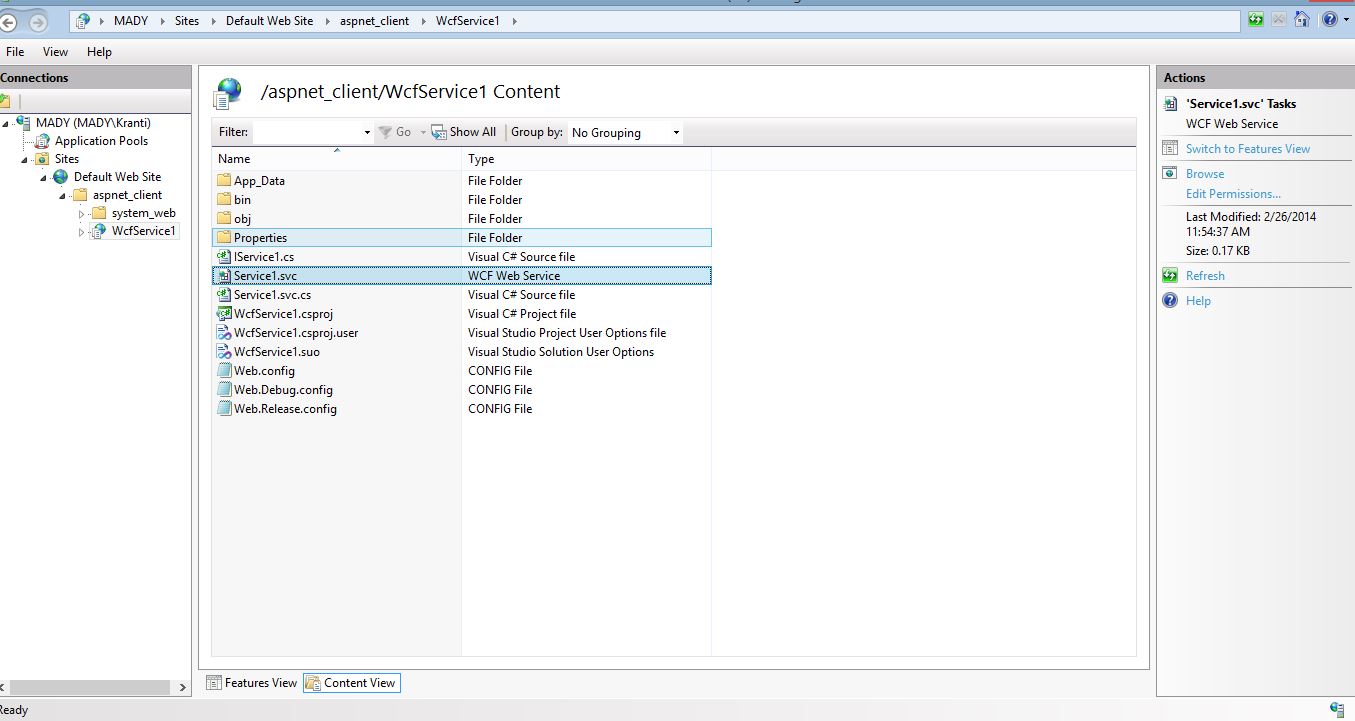 MADY Sites Default Web Site aspnet_client WcfService1
File View Help
Connections
MADY (MADY\Kranti)
Application Pools
Sites
Default Web Site
aspnet_client
system_web
WcfService1
/aspnet_client/WcfService1 Content
Filter: Go Show All Group by: No Grouping
Name Type
App_Data File Folder
bin File Folder
obj File Folder
Properties File Folder
IService1.cs Visual C# Source file
Service1.svc WCF Web Service
Service1.svc.cs Visual C# Source file
WcfService1.csproj Visual C# Project file
WcfService1.csproj.user Visual Studio Project User Options file
WcfService1.suo Visual Studio Solution User Options
Web.config CONFIG File
Web.Debug.config CONFIG File
Web.Release.config CONFIG File
Features View Content View
Actions
'Service1.svc' Tasks
WCF Web Service
Switch to Features View
Browse
Edit Permissions...
Last Modified: 2/26/2014
11:54:37 AM
Size: 0.17 KB
Refresh
Help
Ready